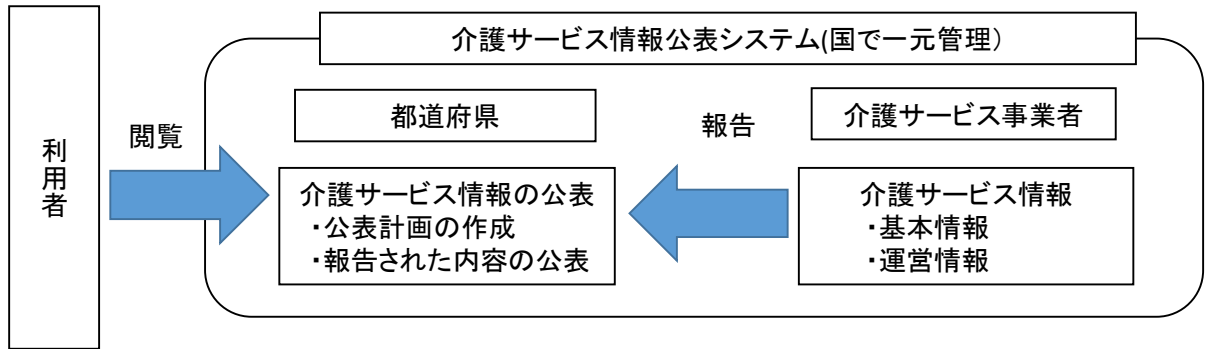 介護サービス情報公表システム(国で一元管理）
都道府県
介護サービス事業者
利用者
閲覧
報告
介護サービス情報の公表
・公表計画の作成
・報告された内容の公表
介護サービス情報
・基本情報
・運営情報